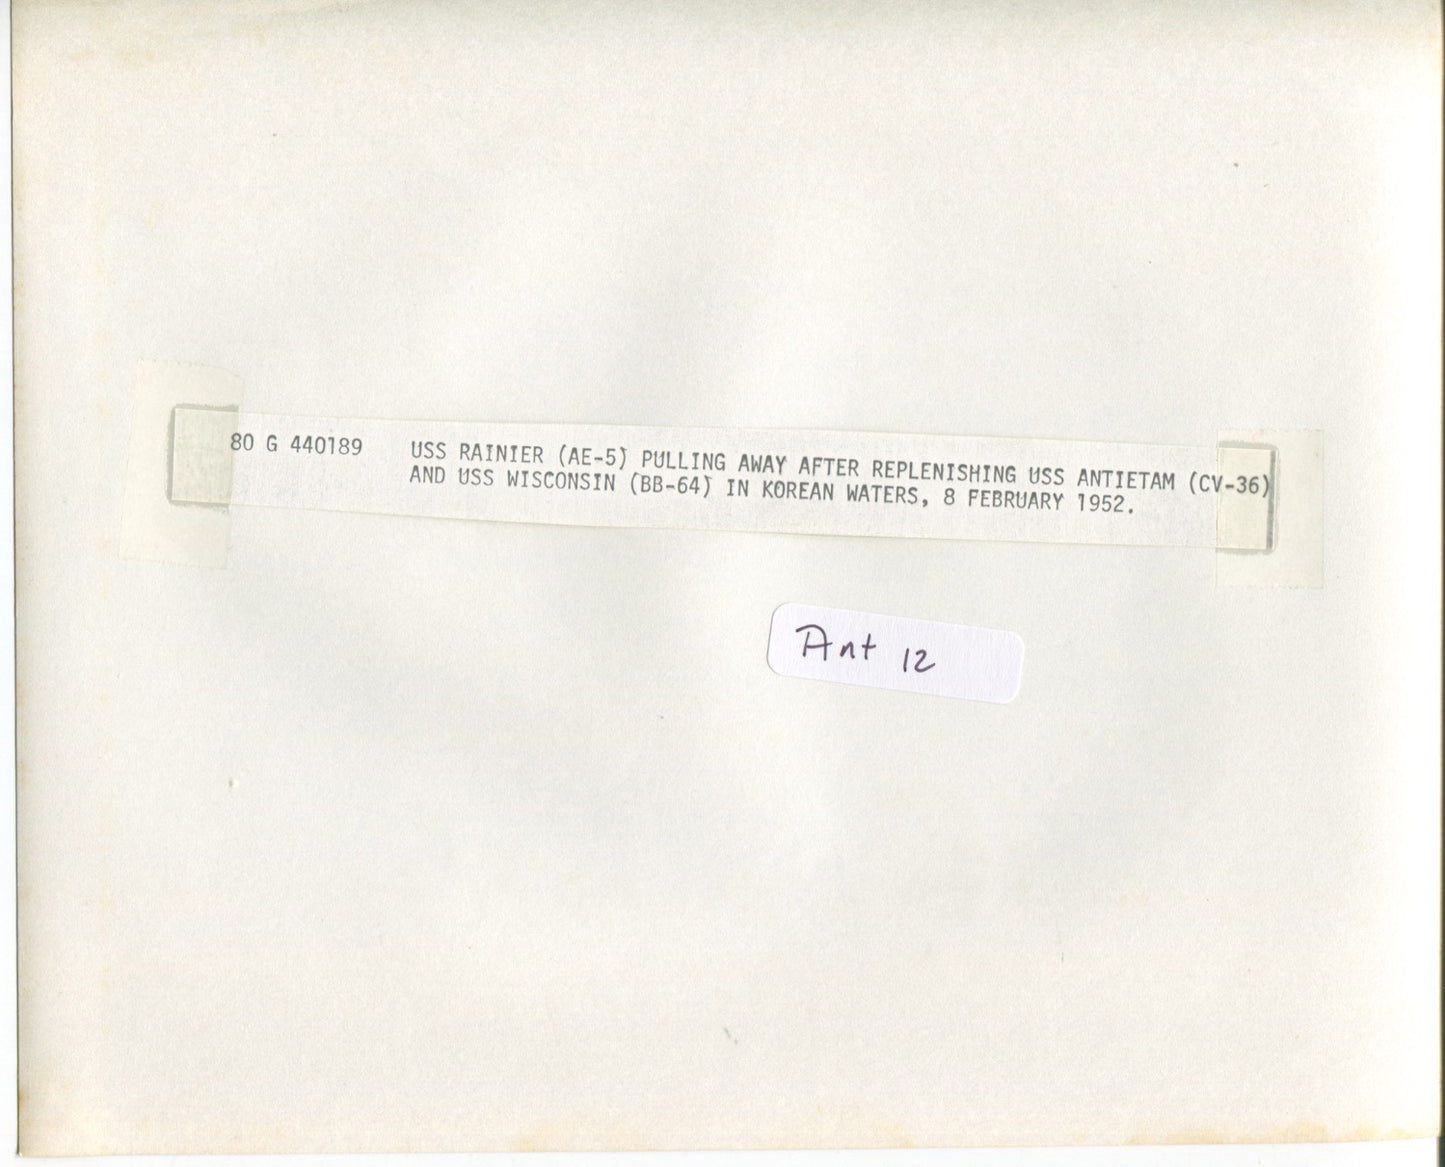 80 G 440189 USS RAINIER (AE-5) PULLING AWAY AFTER REPLENISHING USS ANTIETAM (CV-36)
AND USS WISCONSIN (BB-64) IN KOREAN WATERS, 8 FEBRUARY 1952.
Ant 12